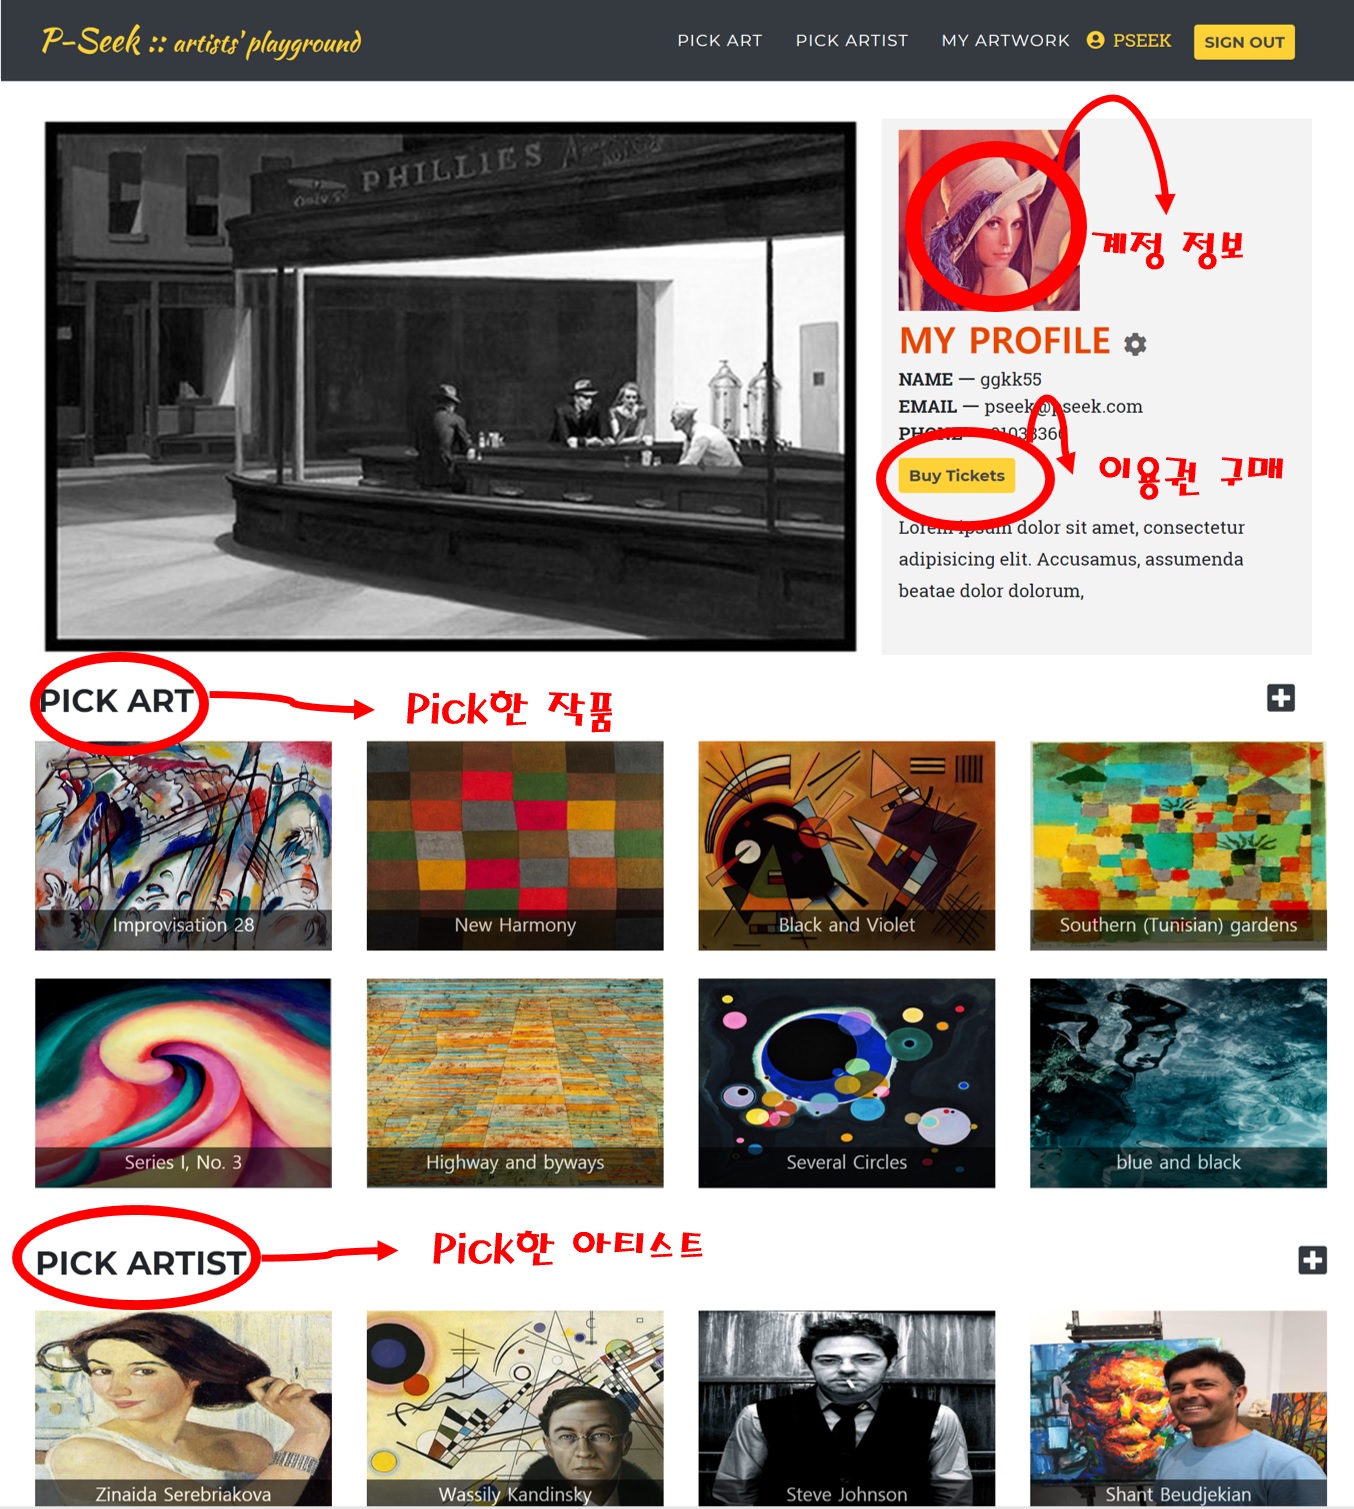 P-Seek :: artists' playground
PICK ART PICK ARTIST MY ARTWORK PSEEK SIGN OUT
PHILLIES
계정 정보
MY PROFILE
NAME — ggkk55
EMAIL — pseek@pseek.com
PHONE
Buy Tickets
이용권 구매
Lorem ipsum dolor sit amet, consectetur
adipisicing elit. Accusamus, assumenda
beatae dolor dolorum,
PICK ART
Pick한 작품
Improvisation 28
New Harmony
Black and Violet
Southern (Tunisian) gardens
Series I, No. 3
Highway and byways
Several Circles
blue and black
PICK ARTIST
Pick한 아티스트
Zinaida Serebriakova
Wassily Kandinsky
Steve Johnson
Shant Beudjekian